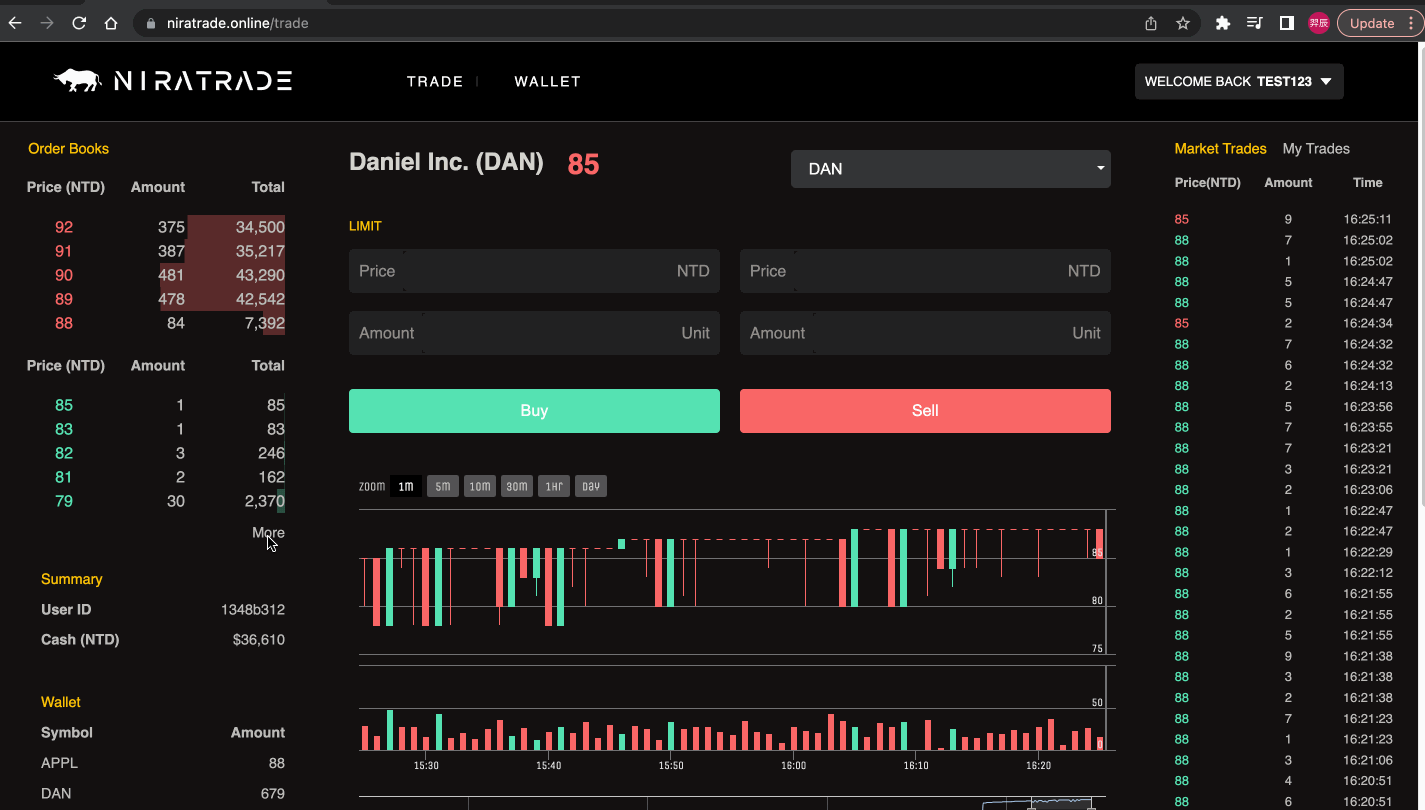 niratrade.online/trade
羿辰
Update
NIRATRADE
TRADE
WALLET
WELCOME BACK TEST123
Order Books
Price (NTD) Amount Total
92 375 34,500
91 387 35,217
90 481 43,290
89 478 42,542
88 84 7,392
Price (NTD) Amount Total
85 1 85
83 1 83
82 3 246
81 2 162
79 30 2,370
More
Summary
User ID 1348b312
Cash (NTD) $36,610
Wallet
Symbol Amount
APPL 88
DAN 679
Daniel Inc. (DAN) 85
DAN
LIMIT
Price NTD
Price NTD
Amount Unit
Amount Unit
Buy
Sell
ZOOM 1m 5m 10m 30m 1Hr Day
85
80
75
50
0
15:30 15:40 15:50 16:00 16:10 16:20
Market Trades My Trades
Price(NTD) Amount Time
85 9 16:25:11
88 7 16:25:02
88 1 16:25:02
88 5 16:24:47
88 5 16:24:47
85 2 16:24:34
88 7 16:24:32
88 6 16:24:32
88 2 16:24:13
88 5 16:23:56
88 7 16:23:55
88 7 16:23:21
88 3 16:23:21
88 2 16:23:06
88 1 16:22:47
88 2 16:22:47
88 1 16:22:29
88 3 16:22:12
88 6 16:21:55
88 2 16:21:55
88 5 16:21:55
88 9 16:21:38
88 3 16:21:38
88 2 16:21:38
88 7 16:21:23
88 1 16:21:23
88 3 16:21:06
88 4 16:20:51
88 6 16:20:51